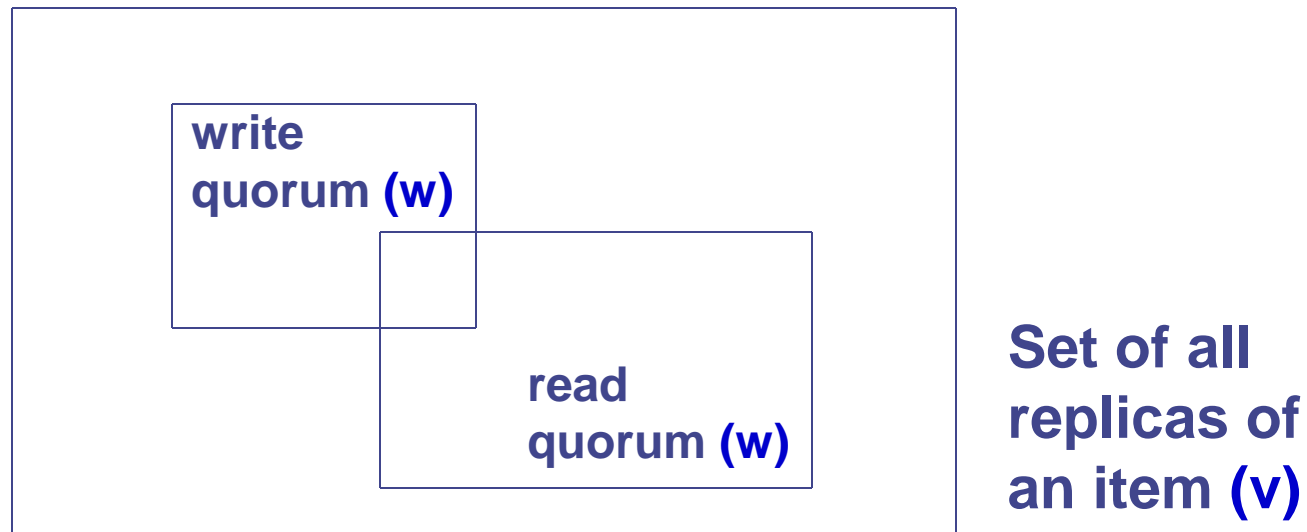 write
quorum (w)
read
quorum (w)
Set of all
replicas of
an item (v)